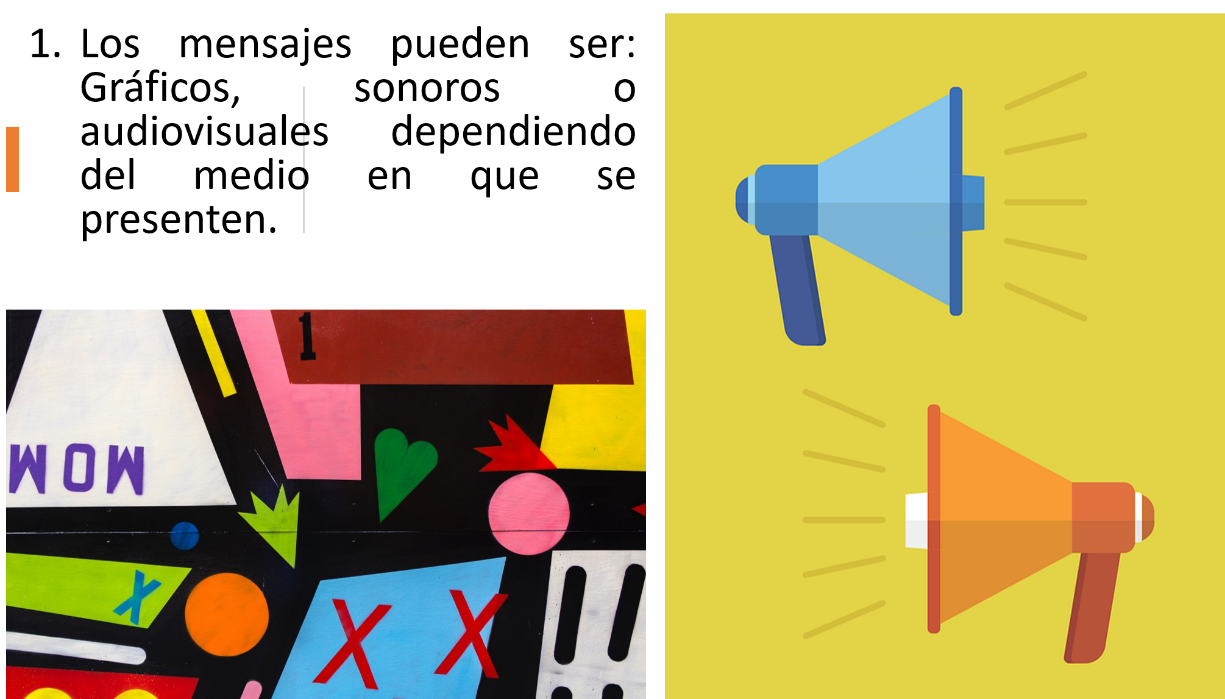 1. Los mensajes pueden ser:
Gráficos, sonoros o
audiovisuales dependiendo
del medio en que se
presenten.
1
WOW
X
X X